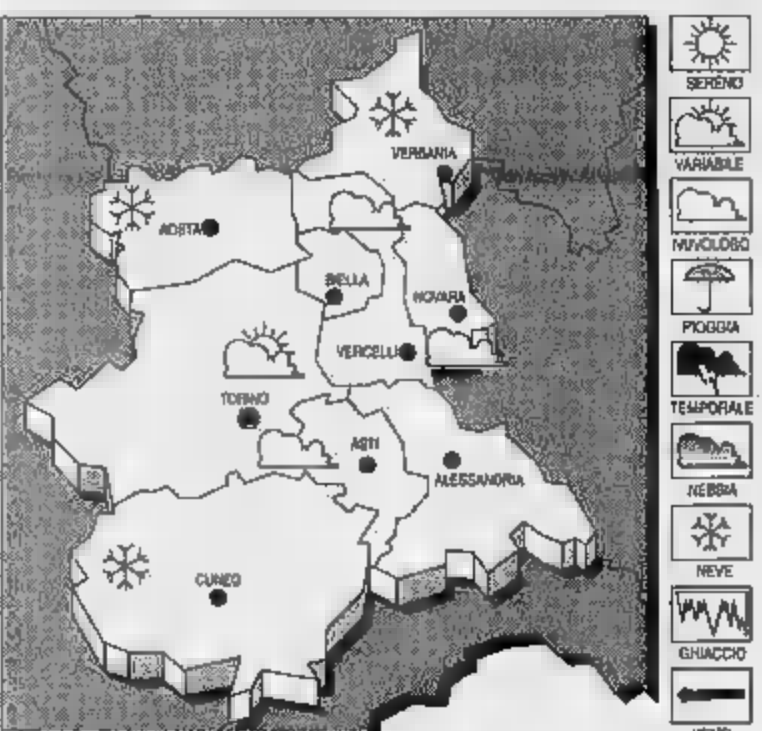 VERBANIA
AOSTA
BIELLA
NOVARA
VERCELLI
TORINO
ASTI
ALESSANDRIA
CUNEO
SERENO
VARIABILE
NUVOLOSO
PIOGGIA
TEMPORALE
NEBBIA
NEVE
GHIACCIO